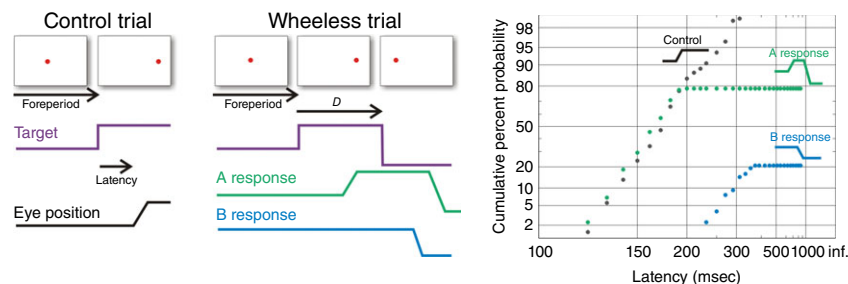 Control trial
Foreperiod
Target
Latency
Eye position
Wheeless trial
Foreperiod
D
A response
B response
Cumulative percent probability
98
95
90
80
50
20
10
5
2
Control
A response
B response
100 150 200 300 500 1000 inf.
Latency (msec)